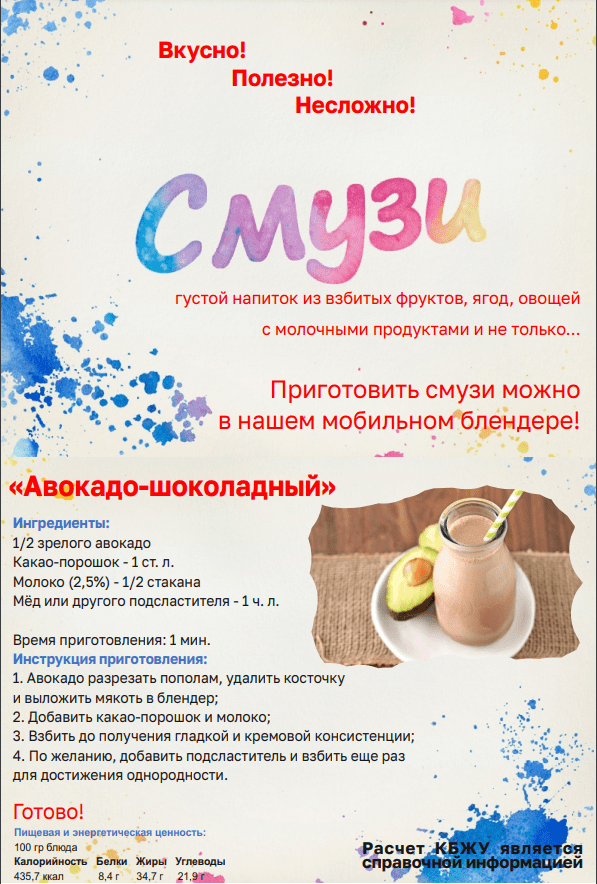 Вкусно!
Полезно!
Несложно!
Смузи
густой напиток из взбитых фруктов, ягод, овощей
с молочными продуктами и не только...
Приготовить смузи можно
в нашем мобильном блендере!
«Авокадо-шоколадный»
Ингредиенты:
1/2 зрелого авокадо
Какао-порошок - 1 ст. л.
Молоко (2,5%) - 1/2 стакана
Мёд или другого подсластителя - 1 ч. л.
Время приготовления: 1 мин.
Инструкция приготовления:
1. Авокадо разрезать пополам, удалить косточку
и выложить мякоть в блендер;
2. Добавить какао-порошок и молоко;
3. Взбить до получения гладкой и кремовой консистенции;
4. По желанию, добавить подсластитель и взбить еще раз
для достижения однородности.
Готово!
Пищевая и энергетическая ценность:
100 гр блюда
Калорийность Белки Жиры Углеводы
435,7 ккал 8,4 г 34,7 г 21,9 г
Расчет КБЖУ является
справочной информацией